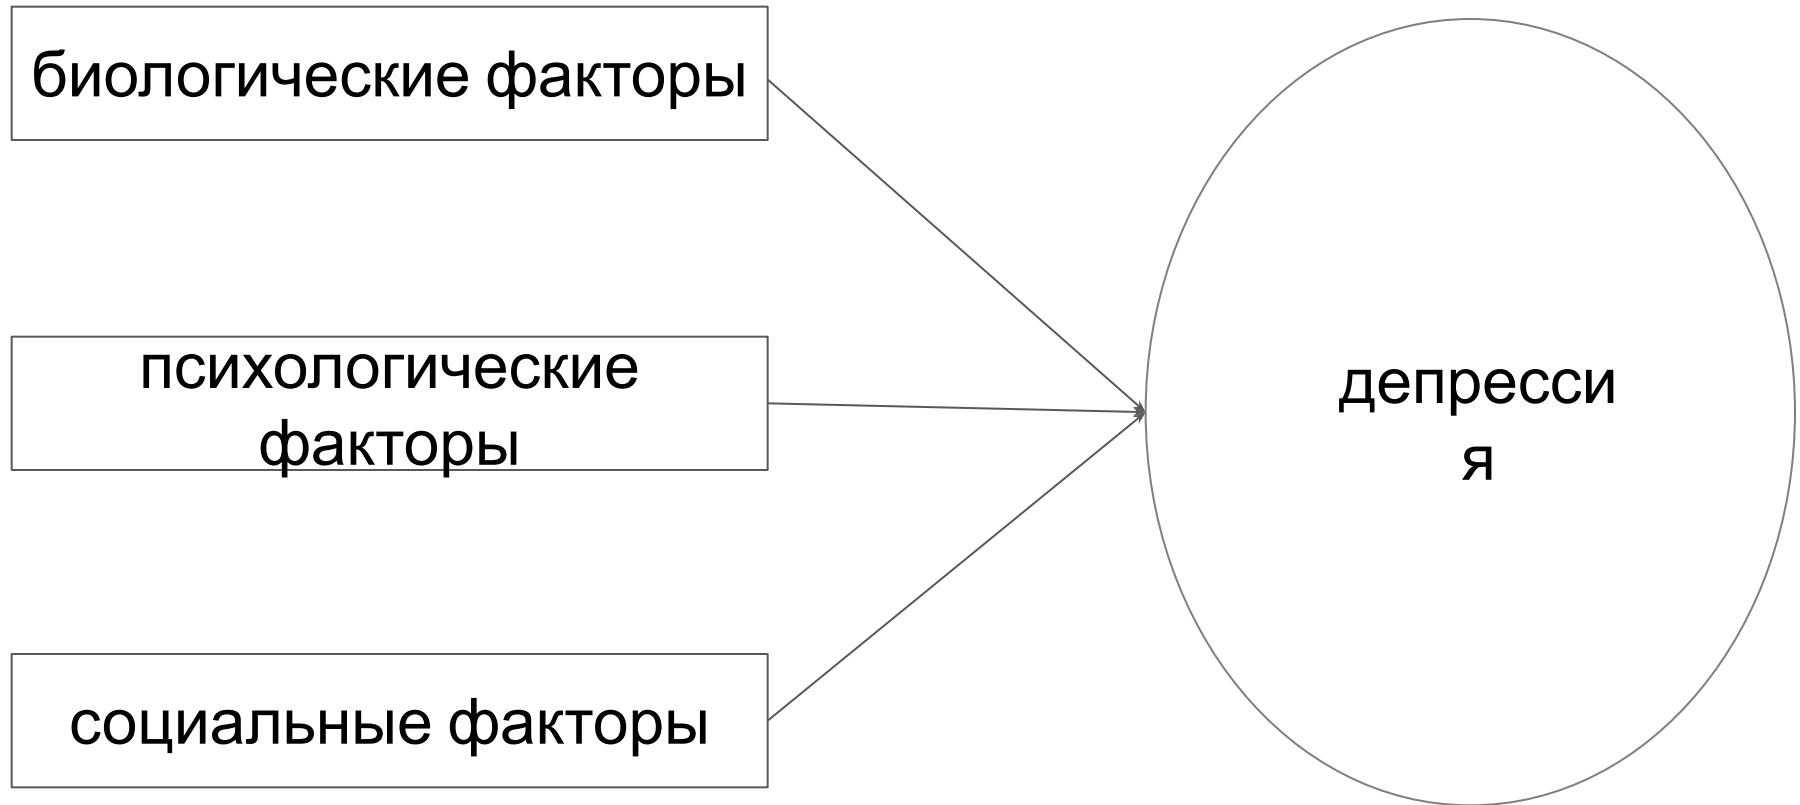 биологические факторы
психологические
факторы
депресси
я
социальные факторы